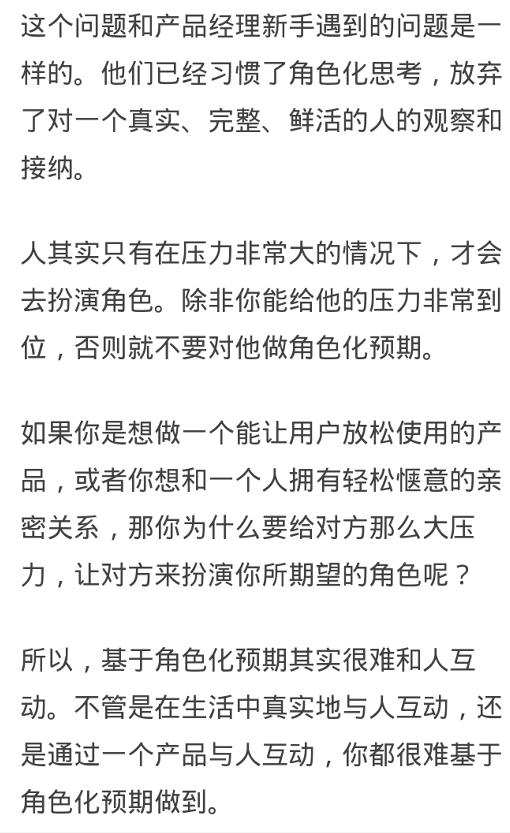 这个问题和产品经理新手遇到的问题是一
样的。他们已经习惯了角色化思考，放弃
了对一个真实、完整、鲜活的人的观察和
接纳。
人其实只有在压力非常大的情况下，才会
去扮演角色。除非你能给他的压力非常到
位，否则就不要对他做角色化预期。
如果你是想做一个能让用户放松使用的产
品，或者你想和一个人拥有轻松惬意的亲
密关系，那你为什么要给对方那么大压
力，让对方来扮演你所期望的角色呢？
所以，基于角色化预期其实很难和人互
动。不管是在生活中真实地与人互动，还
是通过一个产品与人互动，你都很难基于
角色化预期做到。